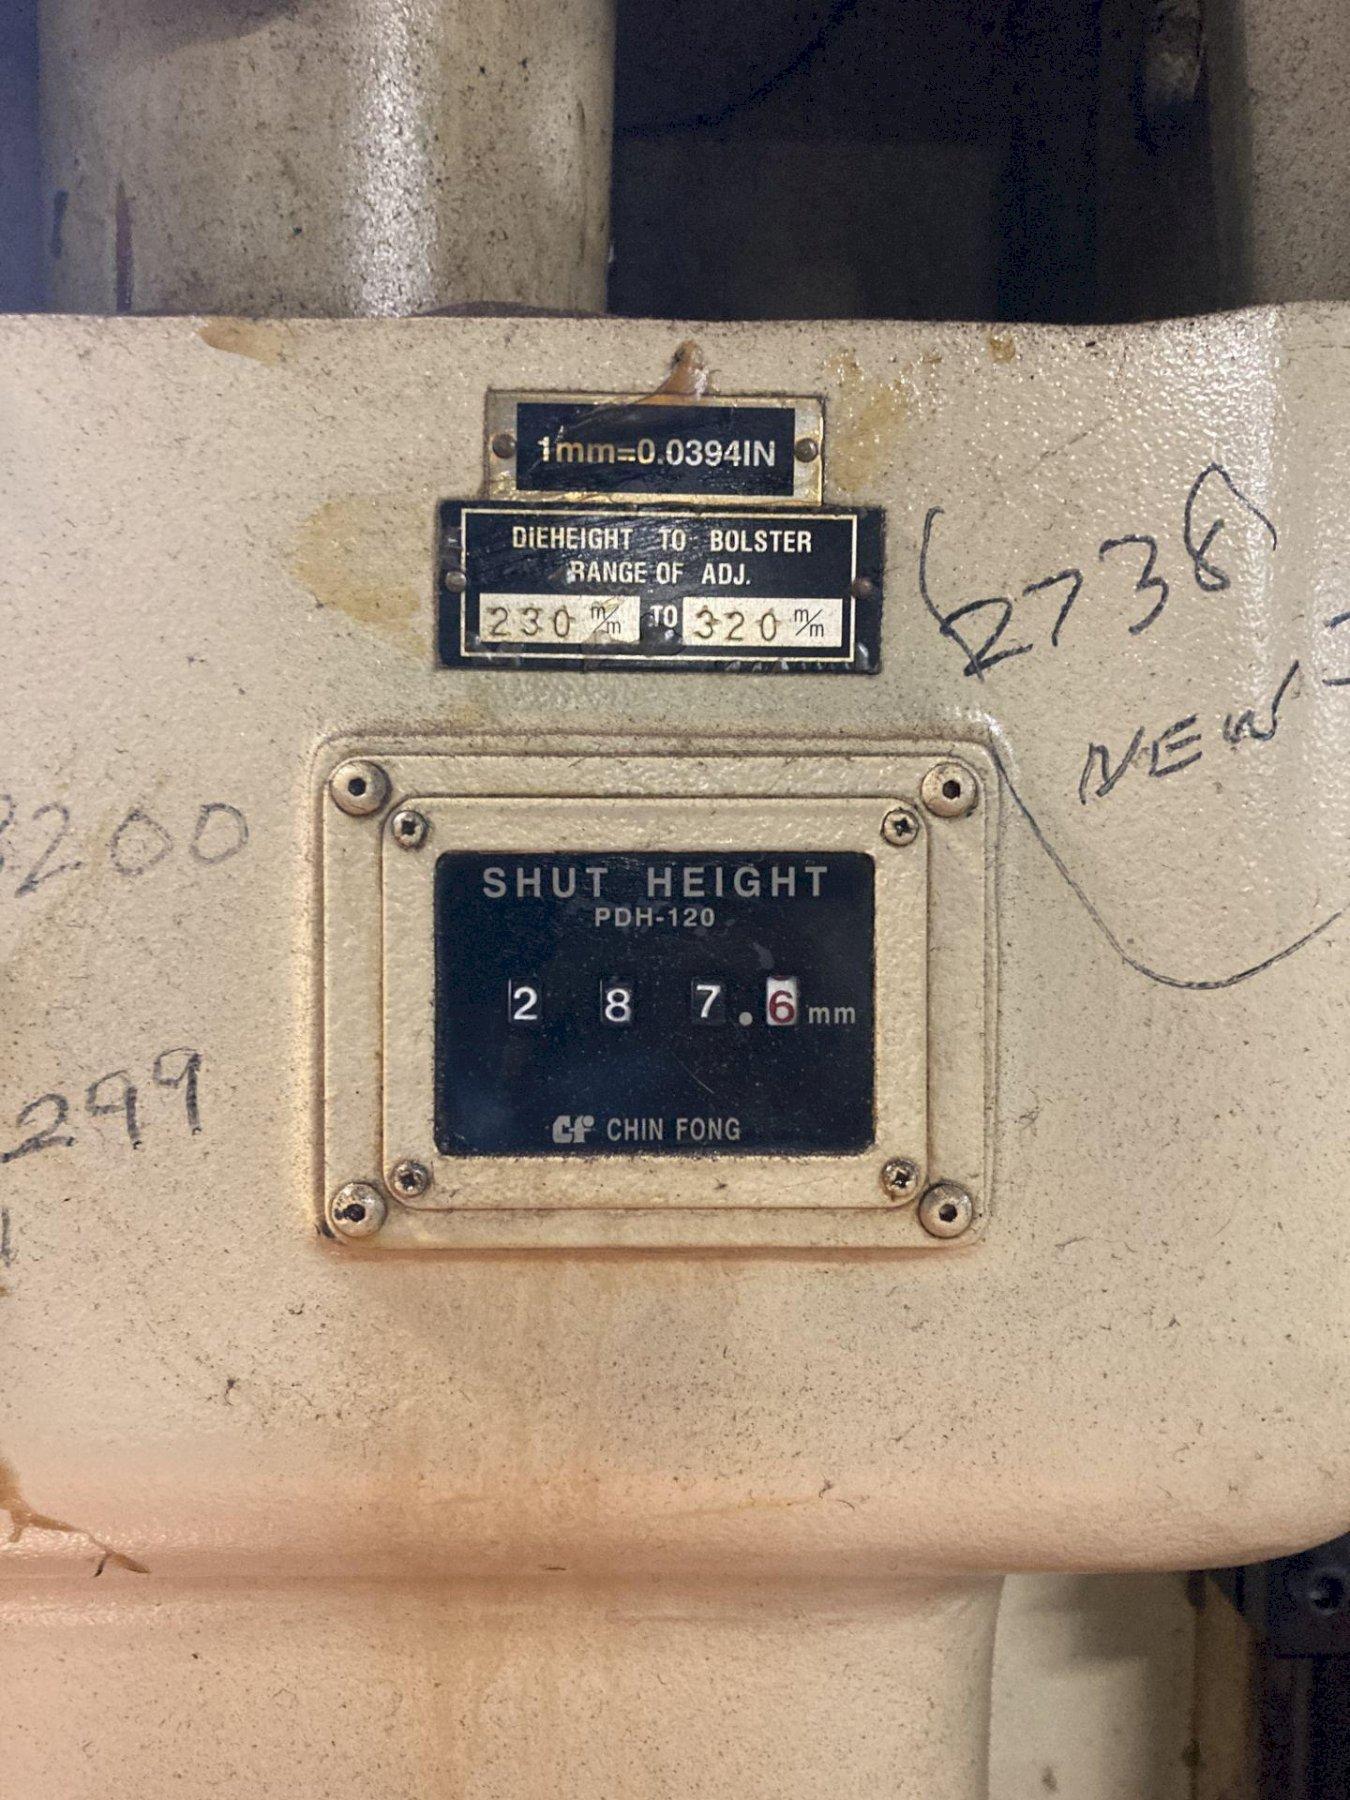 1mm=0.0394IN
DIEHEIGHT TO BOLSTER
RANGE OF ADJ.
230 m/m TO 320 m/m
2738
NEW
3200
SHUT HEIGHT
PDH-120
2 8 7.6 mm
299
CF CHIN FONG